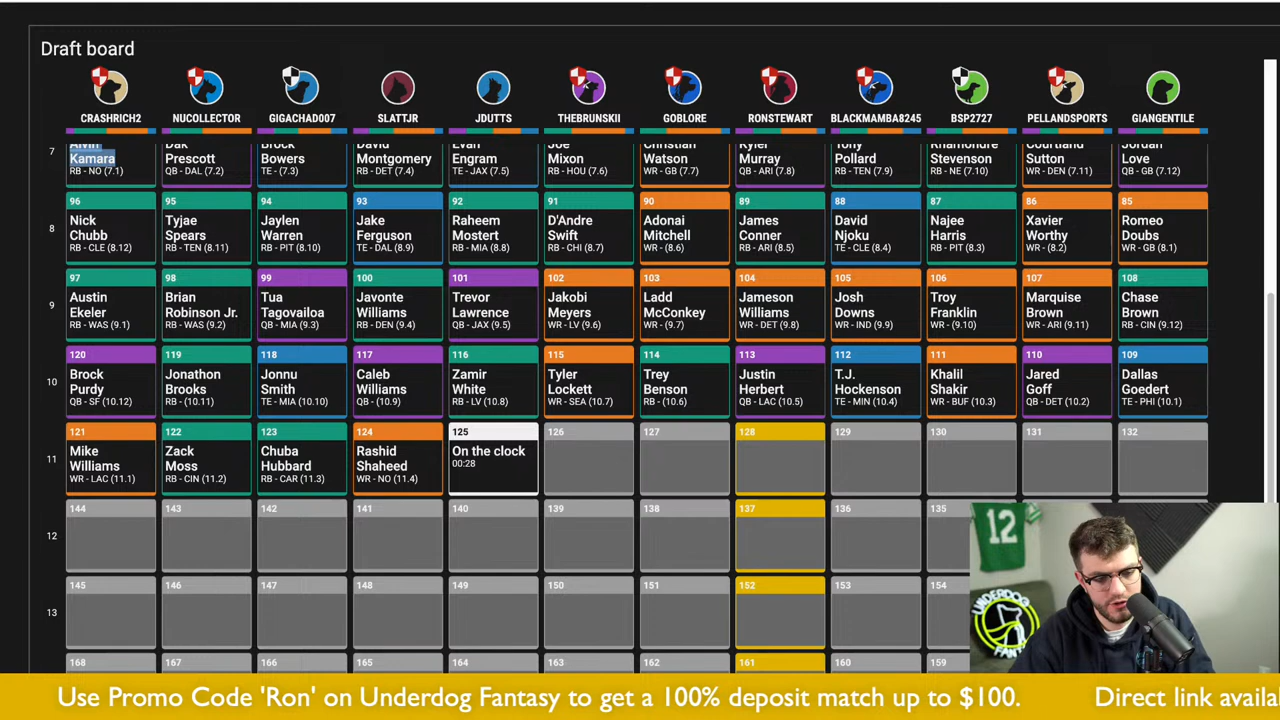 Draft board
CRASHRICH2 NUCOLLECTOR GIGACHAD007 SLATTJR JDUTTS THEBRUNSKII GOBLORE RONSTEWART BLACKMAMBA8245 BSP2727 PELLANDSPORTS GIANGENTILE
Alvin Dak Brock David Evan Joe Christian Kyler Tony Rhamondre Courtland Jordan
7 Kamara Prescott Bowers Montgomery Engram Mixon Watson Murray Pollard Stevenson Sutton Love
RB - NO (7.1) QB - DAL (7.2) TE - (7.3) RB - DET (7.4) TE - JAX (7.5) RB - HOU (7.6) WR - GB (7.7) QB - ARI (7.8) RB - TEN (7.9) RB - NE (7.10) WR - DEN (7.11) QB - GB (7.12)
96 95 94 93 92 91 90 89 88 87 86 85
Nick Tyjae Jaylen Jake Raheem D'Andre Adonai James David Najee Xavier Romeo
8 Chubb Spears Warren Ferguson Mostert Swift Mitchell Conner Njoku Harris Worthy Doubs
RB - CLE (8.12) RB - TEN (8.11) RB - PIT (8.10) TE - DAL (8.9) RB - MIA (8.8) RB - CHI (8.7) WR - (8.6) RB - ARI (8.5) TE - CLE (8.4) RB - PIT (8.3) WR - (8.2) WR - GB (8.1)
97 98 99 100 101 102 103 104 105 106 107 108
Austin Brian Tua Javonte Trevor Jakobi Ladd Jameson Josh Troy Marquise Chase
9 Ekeler Robinson Jr. Tagovailoa Williams Lawrence Meyers McConkey Williams Downs Franklin Brown Brown
RB - WAS (9.1) RB - WAS (9.2) QB - MIA (9.3) RB - DEN (9.4) QB - JAX (9.5) WR - LV (9.6) WR - (9.7) WR - DET (9.8) WR - IND (9.9) WR - (9.10) WR - ARI (9.11) RB - CIN (9.12)
120 119 118 117 116 115 114 113 112 111 110 109
Brock Jonathon Jonnu Caleb Zamir Tyler Trey Justin T.J. Khalil Jared Dallas
10 Purdy Brooks Smith Williams White Lockett Benson Herbert Hockenson Shakir Goff Goedert
QB - SF (10.12) RB - (10.11) TE - MIA (10.10) QB - (10.9) RB - LV (10.8) WR - SEA (10.7) RB - (10.6) QB - LAC (10.5) TE - MIN (10.4) WR - BUF (10.3) QB - DET (10.2) TE - PHI (10.1)
121 122 123 124 125 126 127 128 129 130 131 132
Mike Zack Chuba Rashid On the clock
11 Williams Moss Hubbard Shaheed 00:28
WR - LAC (11.1) RB - CIN (11.2) RB - CAR (11.3) WR - NO (11.4)
144 143 142 141 140 139 138 137 136 135
12
12
145 146 147 148 149 150 151 152 153 154
13
UNDERDOG
FANTASY
168 167 166 165 164 163 162 161 160 159
Use Promo Code 'Ron' on Underdog Fantasy to get a 100% deposit match up to $100. Direct link availa